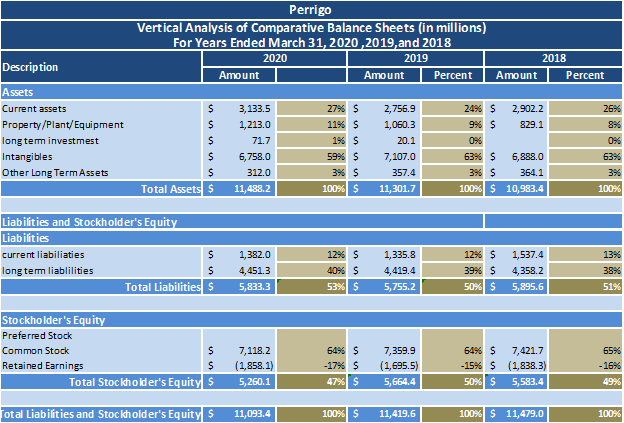 Perrigo
Vertical Analysis of Comparative Balance Sheets (in millions)
For Years Ended March 31, 2020 ,2019,and 2018
Description 2020 2019 2018
Amount Amount Percent Amount Percent
Assets
Current assets $ 3,133.5 27% $ 2,756.9 24% $ 2,902.2 26%
Property/Plant/Equipment $ 1,213.0 11% $ 1,060.3 9% $ 829.1 8%
long term investmest $ 71.7 1% $ 20.1 0% 0%
Intangibles $ 6,758.0 59% $ 7,107.0 63% $ 6,888.0 63%
Other Long Term Assets $ 312.0 3% $ 357.4 3% $ 364.1 3%
Total Assets $ 11,488.2 100% $ 11,301.7 100% $ 10,983.4 100%
Liabilities and Stockholder's Equity
Liabilities
current liabiliaties $ 1,382.0 12% $ 1,335.8 12% $ 1,537.4 13%
long term liablilities $ 4,451.3 40% $ 4,419.4 39% $ 4,358.2 38%
Total Liabilities $ 5,833.3 53% $ 5,755.2 50% $ 5,895.6 51%
Stockholder's Equity
Preferred Stock
Common Stock $ 7,118.2 64% $ 7,359.9 64% $ 7,421.7 65%
Retained Earnings $ (1,858.1) -17% $ (1,695.5) -15% $ (1,838.3) -16%
Total Stockholder's Equity $ 5,260.1 47% $ 5,664.4 50% $ 5,583.4 49%
Total Liabilities and Stockholder's Equity $ 11,093.4 100% $ 11,419.6 100% $ 11,479.0 100%